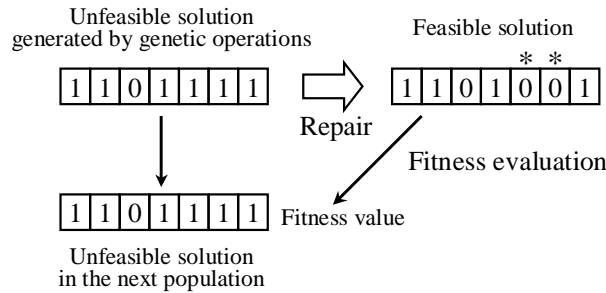 Unfeasible solution
generated by genetic operations
Feasible solution
* *
1 1 0 1 1 1 1
1 1 0 1 0 0 1
Repair
Fitness evaluation
1 1 0 1 1 1 1
Fitness value
Unfeasible solution
in the next population